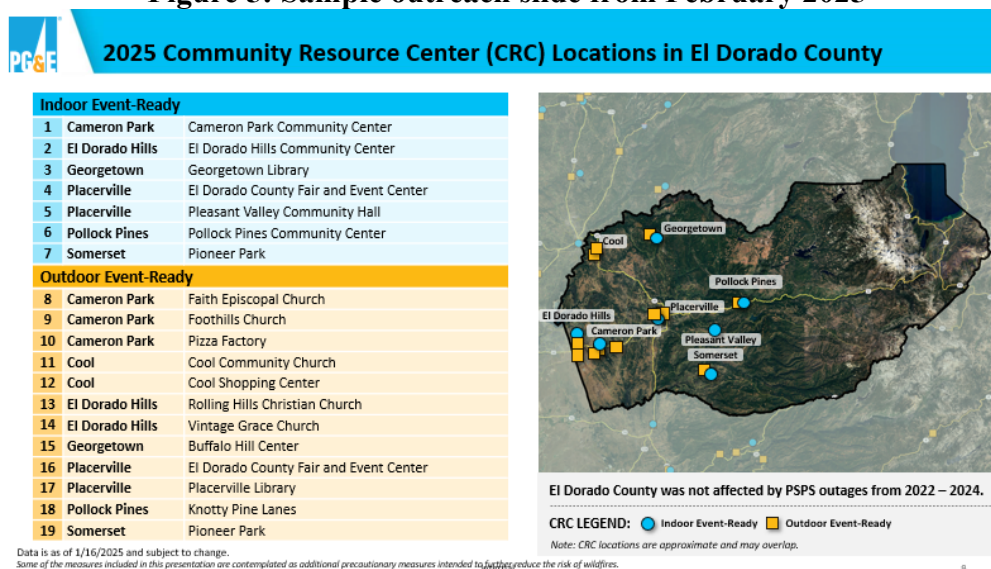 Figure 3: Sample outreach slide from February 2025
PG&E
2025 Community Resource Center (CRC) Locations in El Dorado County
Indoor Event-Ready
1 Cameron Park Cameron Park Community Center
2 El Dorado Hills El Dorado Hills Community Center
3 Georgetown Georgetown Library
4 Placerville El Dorado County Fair and Event Center
5 Placerville Pleasant Valley Community Hall
6 Pollock Pines Pollock Pines Community Center
7 Somerset Pioneer Park
Outdoor Event-Ready
8 Cameron Park Faith Episcopal Church
9 Cameron Park Foothills Church
10 Cameron Park Pizza Factory
11 Cool Cool Community Church
12 Cool Cool Shopping Center
13 El Dorado Hills Rolling Hills Christian Church
14 El Dorado Hills Vintage Grace Church
15 Georgetown Buffalo Hill Center
16 Placerville El Dorado County Fair and Event Center
17 Placerville Placerville Library
18 Pollock Pines Knotty Pine Lanes
19 Somerset Pioneer Park
Georgetown
Cool
Pollock Pines
Placerville
El Dorado Hills
Cameron Park
Pleasant Valley
Somerset
El Dorado County was not affected by PSPS outages from 2022 – 2024.
CRC LEGEND: Indoor Event-Ready Outdoor Event-Ready
Note: CRC locations are approximate and may overlap.
Data is as of 1/16/2025 and subject to change.
Some of the measures included in this presentation are contemplated as additional precautionary measures intended to further reduce the risk of wildfires.